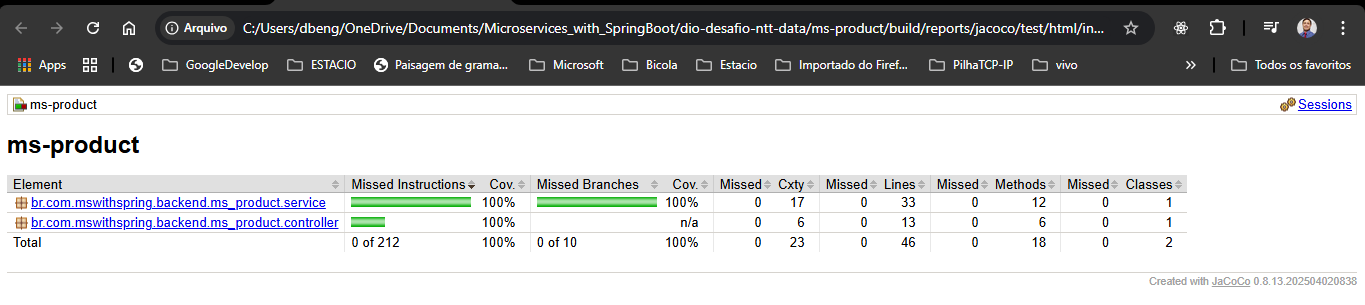 Arquivo C:/Users/dbeng/OneDrive/Documents/Microservices_with_SpringBoot/dio-desafio-ntt-data/ms-product/build/reports/jacoco/test/html/in...
Apps GoogleDevelop ESTACIO Paisagem de grama... Microsoft Bicola Estacio Importado do Firef... PilhaTCP-IP vivo » Todos os favoritos
ms-product Sessions
ms-product
Element Missed Instructions Cov. Missed Branches Cov. Missed Cxty Missed Lines Missed Methods Missed Classes
br.com.mswithspring.backend.ms_product.service 100% 100% 0 17 0 33 0 12 0 1
br.com.mswithspring.backend.ms_product.controller 100% n/a 0 6 0 13 0 6 0 1
Total 0 of 212 100% 0 of 10 100% 0 23 0 46 0 18 0 2
Created with JaCoCo 0.8.13.202504020838